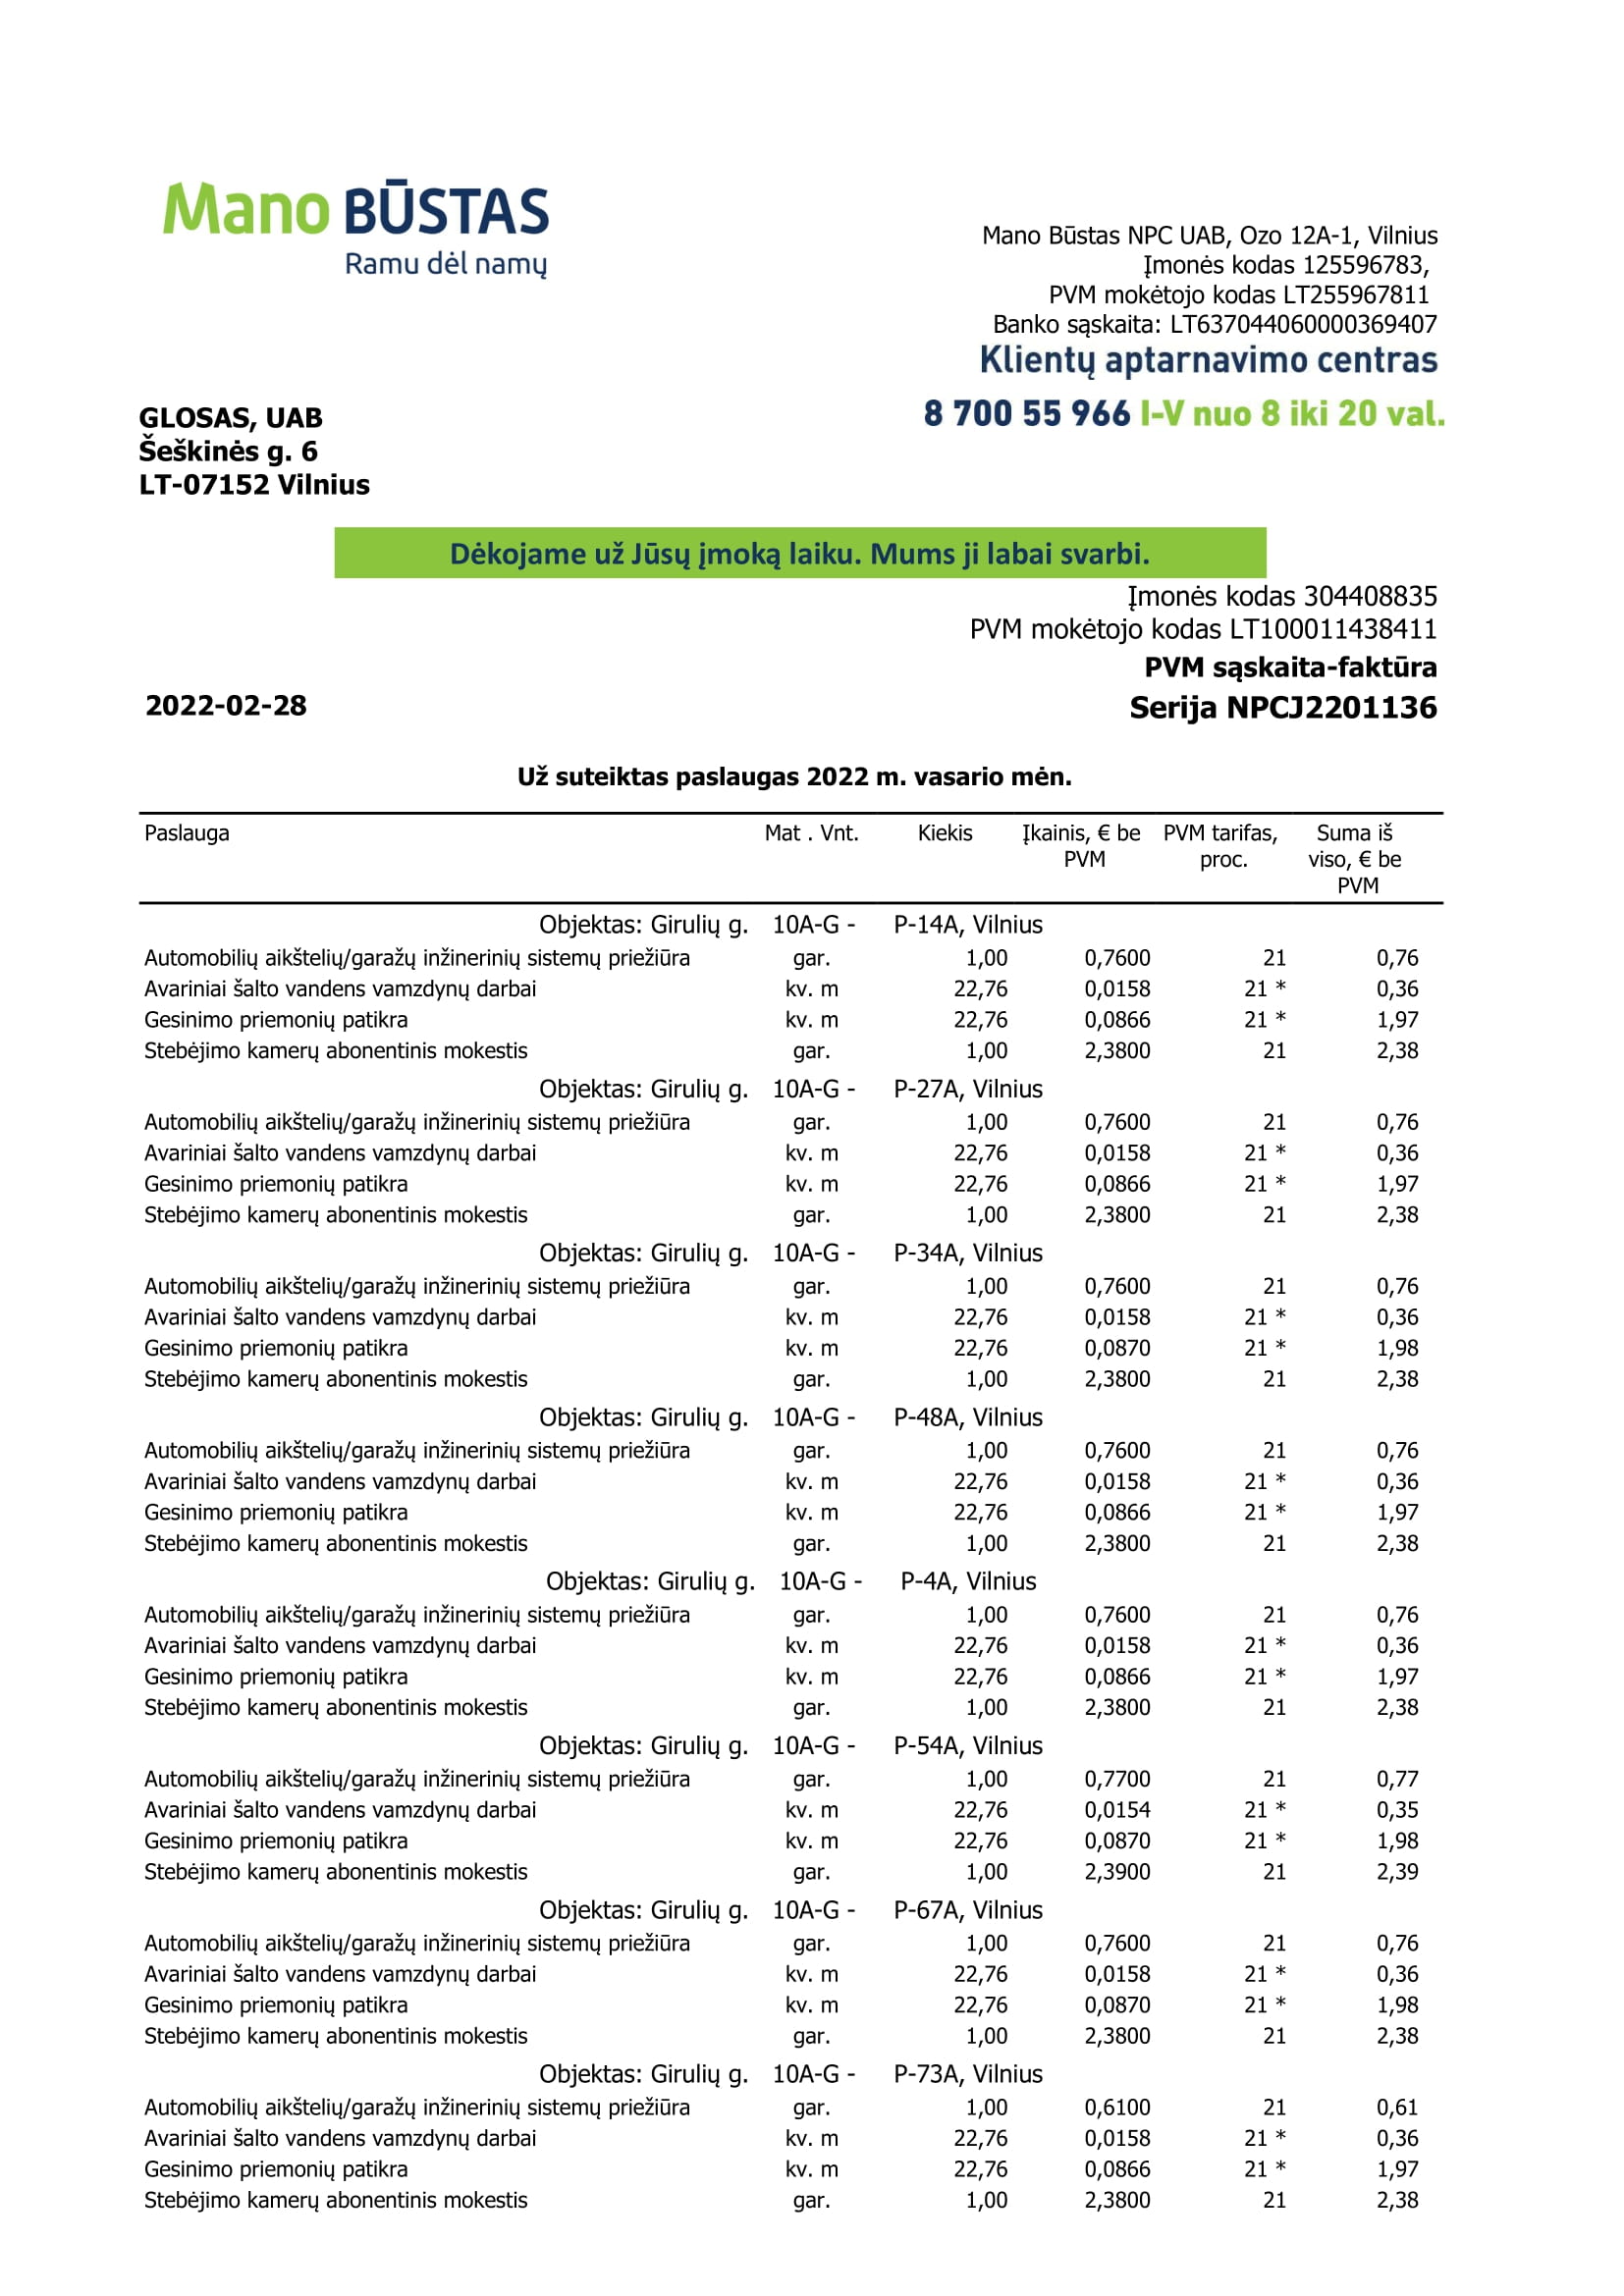 Mano BŪSTAS
Ramu dėl namų
Mano Būstas NPC UAB, Ozo 12A-1, Vilnius
Įmonės kodas 125596783,
PVM mokėtojo kodas LT255967811
Banko sąskaita: LT637044060000369407
Klientų aptarnavimo centras
8 700 55 966 I-V nuo 8 iki 20 val.
GLOSAS, UAB
Šeškinės g. 6
LT-07152 Vilnius
Dėkojame už Jūsų įmoką laiku. Mums ji labai svarbi.
Įmonės kodas 304408835
PVM mokėtojo kodas LT100011438411
PVM sąskaita-faktūra
2022-02-28 Serija NPCJ2201136
Už suteiktas paslaugas 2022 m. vasario mėn.
Paslauga Mat . Vnt. Kiekis Įkainis, € be PVM tarifas, Suma iš
PVM proc. viso, € be
PVM
Objektas: Girulių g. 10A-G - P-14A, Vilnius
Automobilių aikštelių/garažų inžinerinių sistemų priežiūra gar. 1,00 0,7600 21 0,76
Avariniai šalto vandens vamzdynų darbai kv. m 22,76 0,0158 21 * 0,36
Gesinimo priemonių patikra kv. m 22,76 0,0866 21 * 1,97
Stebėjimo kamerų abonentinis mokestis gar. 1,00 2,3800 21 2,38
Objektas: Girulių g. 10A-G - P-27A, Vilnius
Automobilių aikštelių/garažų inžinerinių sistemų priežiūra gar. 1,00 0,7600 21 0,76
Avariniai šalto vandens vamzdynų darbai kv. m 22,76 0,0158 21 * 0,36
Gesinimo priemonių patikra kv. m 22,76 0,0866 21 * 1,97
Stebėjimo kamerų abonentinis mokestis gar. 1,00 2,3800 21 2,38
Objektas: Girulių g. 10A-G - P-34A, Vilnius
Automobilių aikštelių/garažų inžinerinių sistemų priežiūra gar. 1,00 0,7600 21 0,76
Avariniai šalto vandens vamzdynų darbai kv. m 22,76 0,0158 21 * 0,36
Gesinimo priemonių patikra kv. m 22,76 0,0870 21 * 1,98
Stebėjimo kamerų abonentinis mokestis gar. 1,00 2,3800 21 2,38
Objektas: Girulių g. 10A-G - P-48A, Vilnius
Automobilių aikštelių/garažų inžinerinių sistemų priežiūra gar. 1,00 0,7600 21 0,76
Avariniai šalto vandens vamzdynų darbai kv. m 22,76 0,0158 21 * 0,36
Gesinimo priemonių patikra kv. m 22,76 0,0866 21 * 1,97
Stebėjimo kamerų abonentinis mokestis gar. 1,00 2,3800 21 2,38
Objektas: Girulių g. 10A-G - P-4A, Vilnius
Automobilių aikštelių/garažų inžinerinių sistemų priežiūra gar. 1,00 0,7600 21 0,76
Avariniai šalto vandens vamzdynų darbai kv. m 22,76 0,0158 21 * 0,36
Gesinimo priemonių patikra kv. m 22,76 0,0866 21 * 1,97
Stebėjimo kamerų abonentinis mokestis gar. 1,00 2,3800 21 2,38
Objektas: Girulių g. 10A-G - P-54A, Vilnius
Automobilių aikštelių/garažų inžinerinių sistemų priežiūra gar. 1,00 0,7700 21 0,77
Avariniai šalto vandens vamzdynų darbai kv. m 22,76 0,0154 21 * 0,35
Gesinimo priemonių patikra kv. m 22,76 0,0870 21 * 1,98
Stebėjimo kamerų abonentinis mokestis gar. 1,00 2,3900 21 2,39
Objektas: Girulių g. 10A-G - P-67A, Vilnius
Automobilių aikštelių/garažų inžinerinių sistemų priežiūra gar. 1,00 0,7600 21 0,76
Avariniai šalto vandens vamzdynų darbai kv. m 22,76 0,0158 21 * 0,36
Gesinimo priemonių patikra kv. m 22,76 0,0870 21 * 1,98
Stebėjimo kamerų abonentinis mokestis gar. 1,00 2,3800 21 2,38
Objektas: Girulių g. 10A-G - P-73A, Vilnius
Automobilių aikštelių/garažų inžinerinių sistemų priežiūra gar. 1,00 0,6100 21 0,61
Avariniai šalto vandens vamzdynų darbai kv. m 22,76 0,0158 21 * 0,36
Gesinimo priemonių patikra kv. m 22,76 0,0866 21 * 1,97
Stebėjimo kamerų abonentinis mokestis gar. 1,00 2,3800 21 2,38